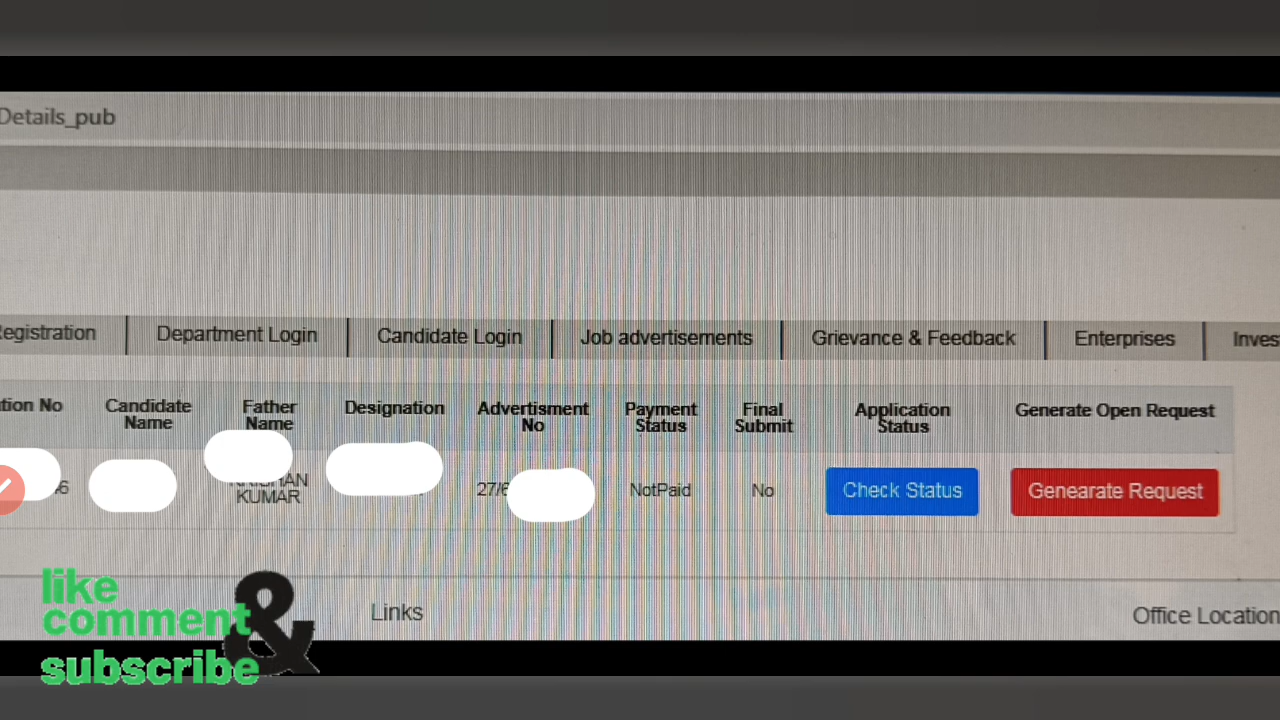 Details_pub
egistration
Department Login
Candidate Login
Job advertisements
Grievance & Feedback
Enterprises
Inves
tion No
Candidate
Name
Father
Name
Designation
Advertisment
No
Payment
Status
Final
Submit
Application
Status
Generate Open Request
6
KUMAR
27/6
NotPaid
No
Check Status
Genearate Request
like
comment
&
subscribe
Links
Office Location